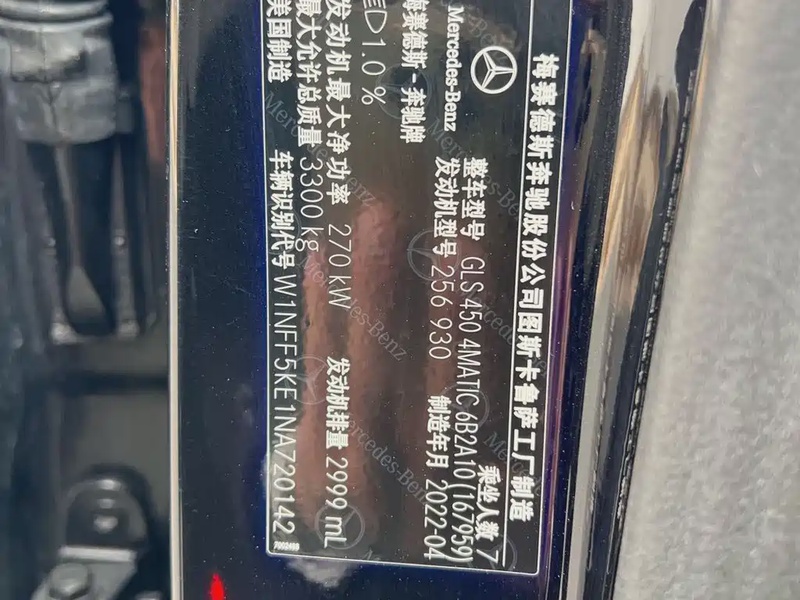 梅赛德斯奔驰股份公司图斯卡鲁萨工厂制造
Mercedes-Benz
梅赛德斯-奔驰牌
整车型号 GLS 450 4MATIC 6B2A10 (167959)
乘坐人数 7
发动机型号 256 930 制造年月 2022-04
1.0 %
发动机最大净功率 270 kW 发动机排量 2999 mL
最大允许总质量 3300 kg
美国制造 车辆识别代号 W1NFF5KE1NA720142